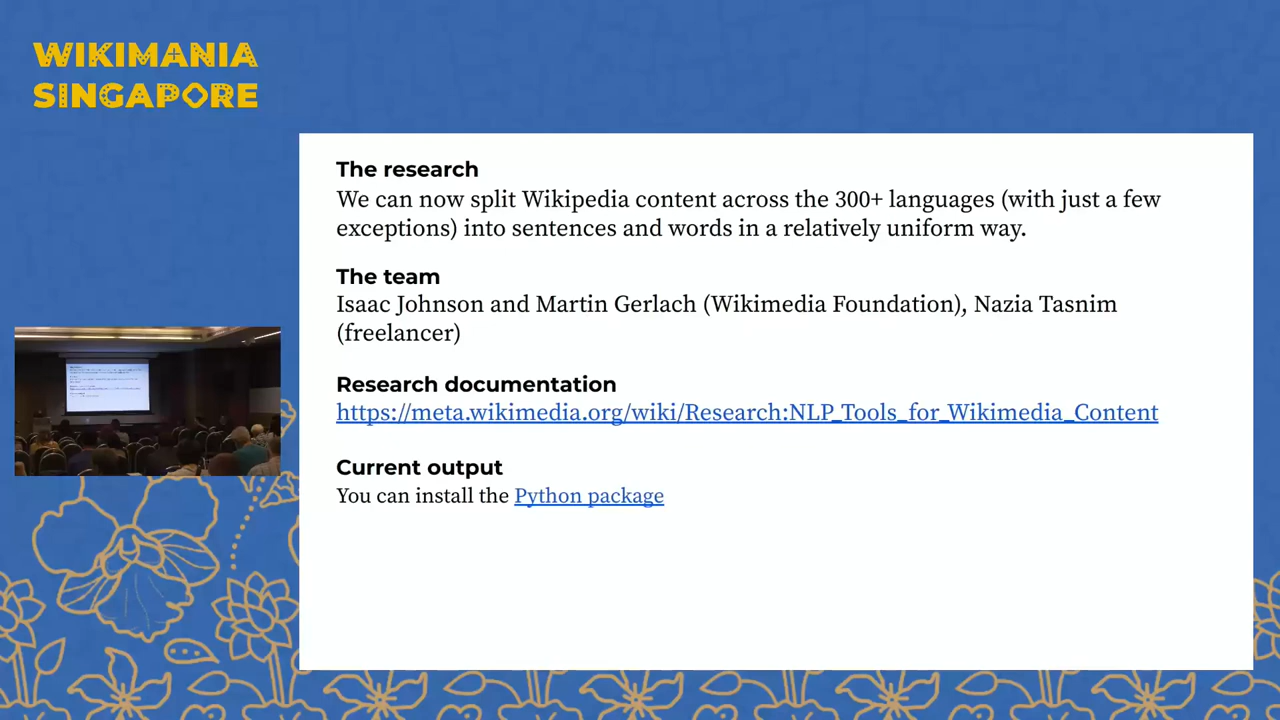 WIKIMANIA
SINGAPORE
The research
We can now split Wikipedia content across the 300+ languages (with just a few
exceptions) into sentences and words in a relatively uniform way.
The team
Isaac Johnson and Martin Gerlach (Wikimedia Foundation), Nazia Tasnim
(freelancer)
Research documentation
https://meta.wikimedia.org/wiki/Research:NLP_Tools_for_Wikimedia_Content
Current output
You can install the Python package